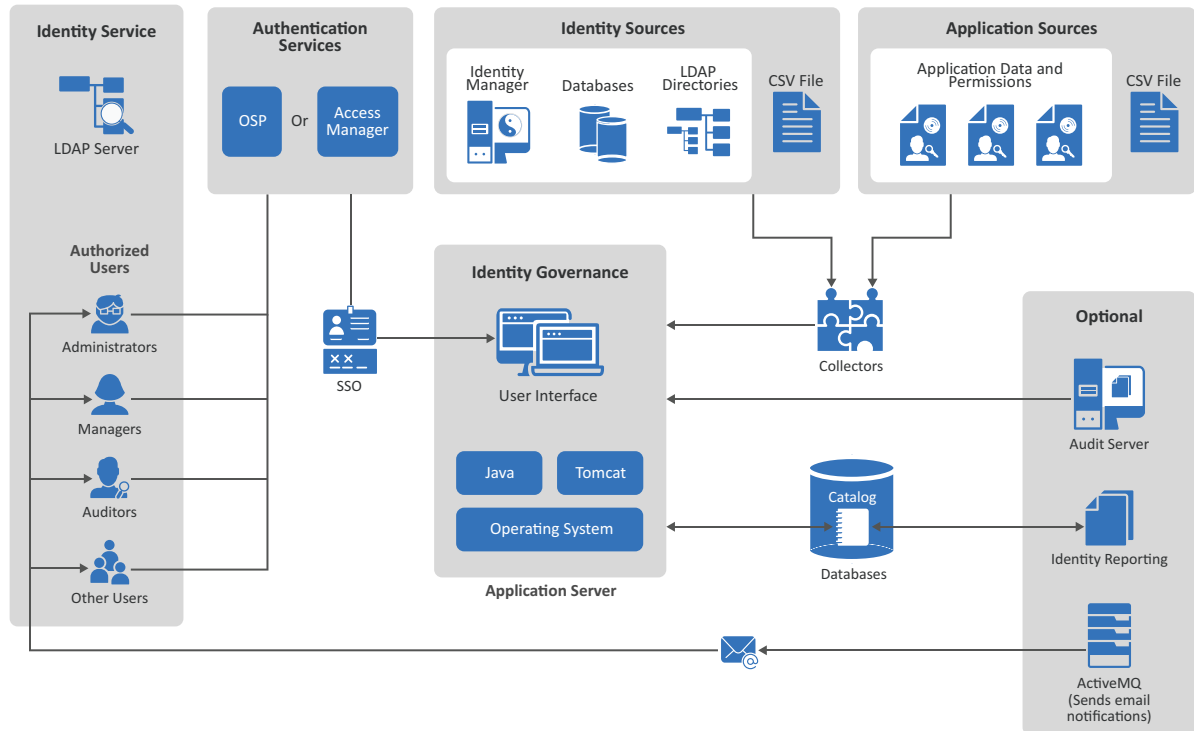 Identity Service
LDAP Server
Authorized
Users
Administrators
Managers
Auditors
Other Users
Authentication
Services
OSP
Or
Access
Manager
SSO
Identity Sources
Identity
Manager
Databases
LDAP
Directories
CSV File
Application Sources
Application Data and
Permissions
CSV File
Identity Governance
User Interface
Java
Tomcat
Operating System
Application Server
Collectors
Catalog
Databases
Optional
Audit Server
Identity Reporting
@
ActiveMQ
(Sends email
notifications)